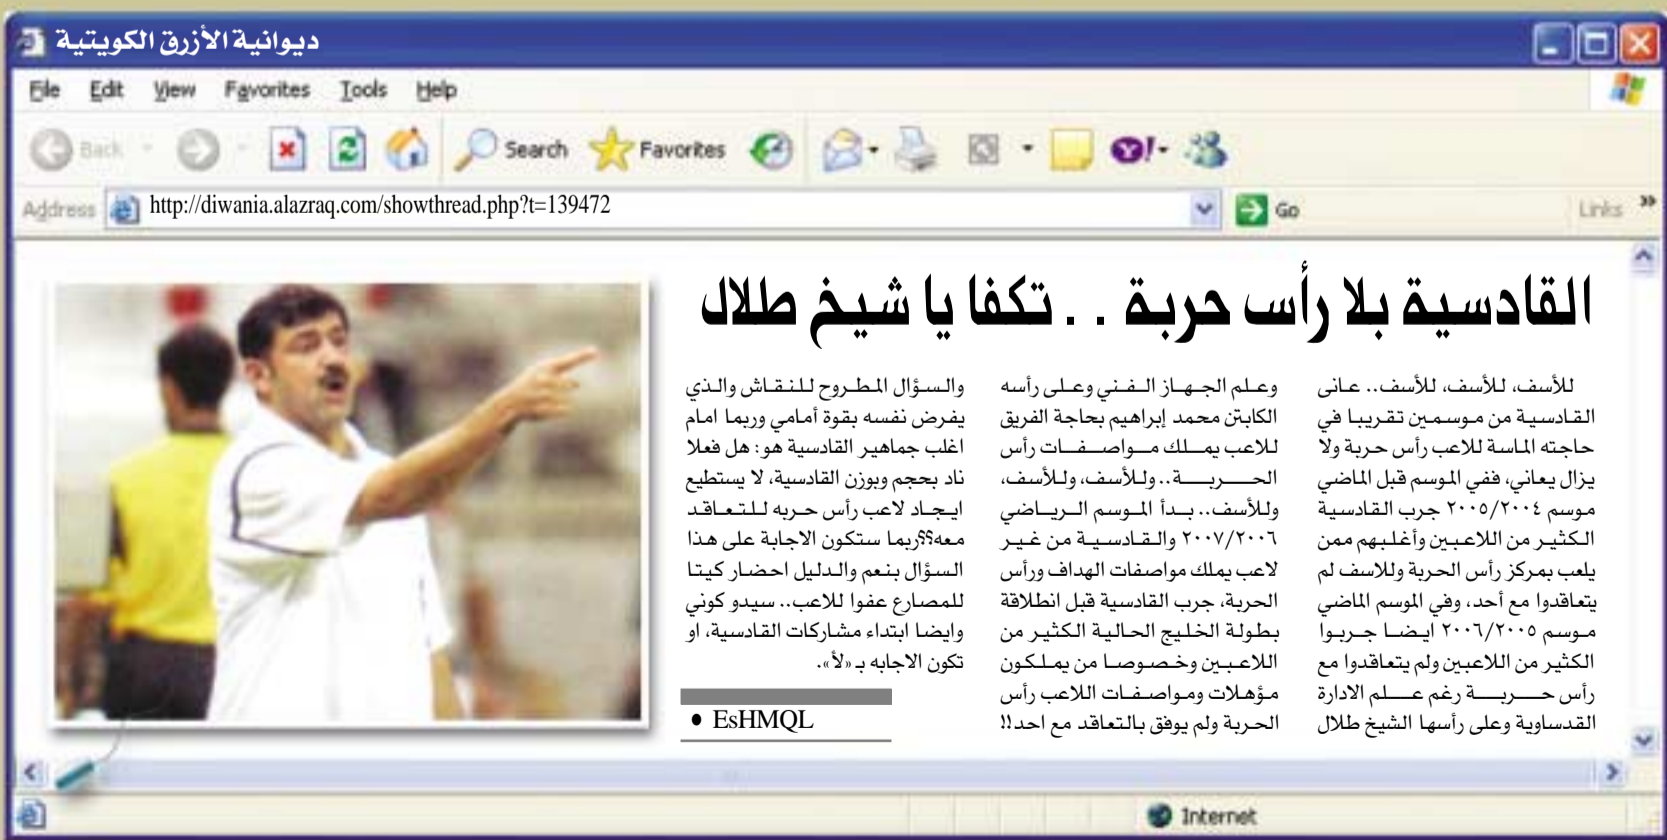 ديوانية الأزرق الكويتية
File Edit View Favorites Tools Help
Back Search Favorites
Address http://diwania.alazraq.com/showthread.php?t=139472 Go Links
القادسية بلا رأس حربة . . تكفا يا شيخ طلال
للأسف، للأسف، للأسف.. عانى
القادسية من موسمين تقريبا في
حاجته الماسة للاعب رأس حربة ولا
يزال يعاني، ففي الموسم قبل الماضي
موسم ٢٠٠٥/٢٠٠٤ جرب القادسية
الكثير من اللاعبين وأغلبهم ممن
يلعب بمركز رأس الحربة وللاسف لم
يتعاقدوا مع أحد، وفي الموسم الماضي
موسم ٢٠٠٦/٢٠٠٥ ايضا جربوا
الكثير من اللاعبين ولم يتعاقدوا مع
رأس حربة رغم علم الادارة
القدساوية وعلى رأسها الشيخ طلال
وعلم الجهاز الفني وعلى رأسه
الكابتن محمد إبراهيم بحاجة الفريق
للاعب يملك مواصفات رأس
الحربة.. وللأسف، وللأسف،
وللأسف.. بدأ الموسم الرياضي
٢٠٠٧/٢٠٠٦ والقادسية من غير
لاعب يملك مواصفات الهداف ورأس
الحربة، جرب القادسية قبل انطلاقة
بطولة الخليج الحالية الكثير من
اللاعبين وخصوصا من يملكون
مؤهلات ومواصفات اللاعب رأس
الحربة ولم يوفق بالتعاقد مع احد!!
والسؤال المطروح للنقاش والذي
يفرض نفسه بقوة أمامي وربما امام
اغلب جماهير القادسية هو: هل فعلا
ناد بحجم وبوزن القادسية، لا يستطيع
ايجاد لاعب رأس حربه للتعاقد
معه؟؟ربما ستكون الاجابة على هذا
السؤال بنعم والدليل احضار كيتا
للمصارع عفوا للاعب.. سيدو كوني
وايضا ابتداء مشاركات القادسية، او
تكون الاجابه بـ «لأ».
• EsHMQL
Internet